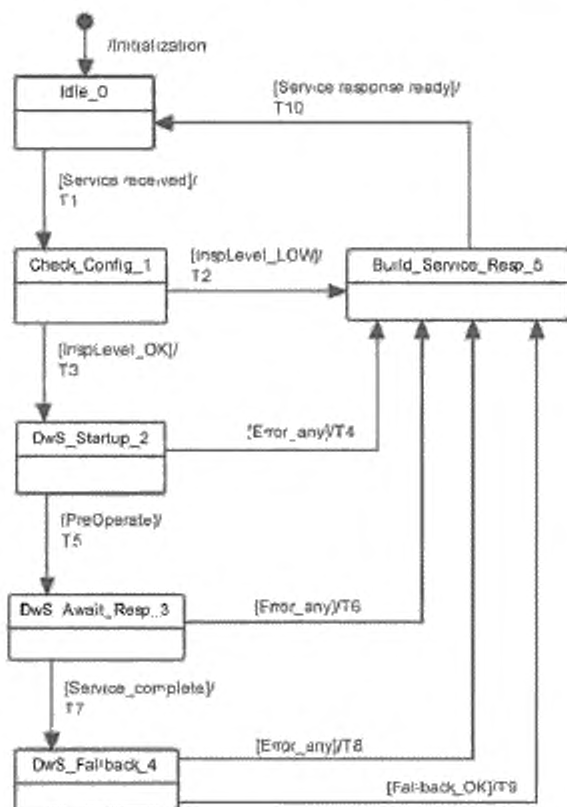 /Initialization
Idle_0
[Service response ready]/
T10
[Service received]/
T1
Check_Config_1
[InspLevel_LOW]/
T2
Build_Service_Resp_5
[InspLevel_OK]/
T3
DwS_Startup_2
[Error_any]/T4
[PreOperate]/
T5
DwS_Await_Resp_3
[Error_any]/T6
[Service_complete]/
T7
DwS_Fallback_4
[Error_any]/T8
[Fallback_OK]/T9